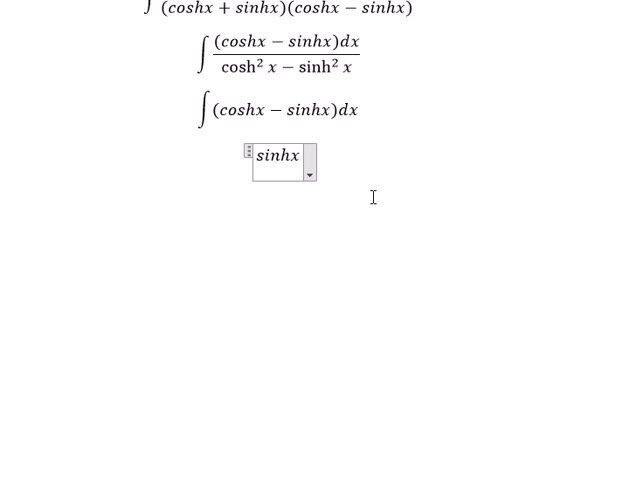 ∫ (coshx + sinhx)(coshx − sinhx)
∫ (coshx − sinhx)dx / cosh² x − sinh² x
∫ (coshx − sinhx)dx
sinhx